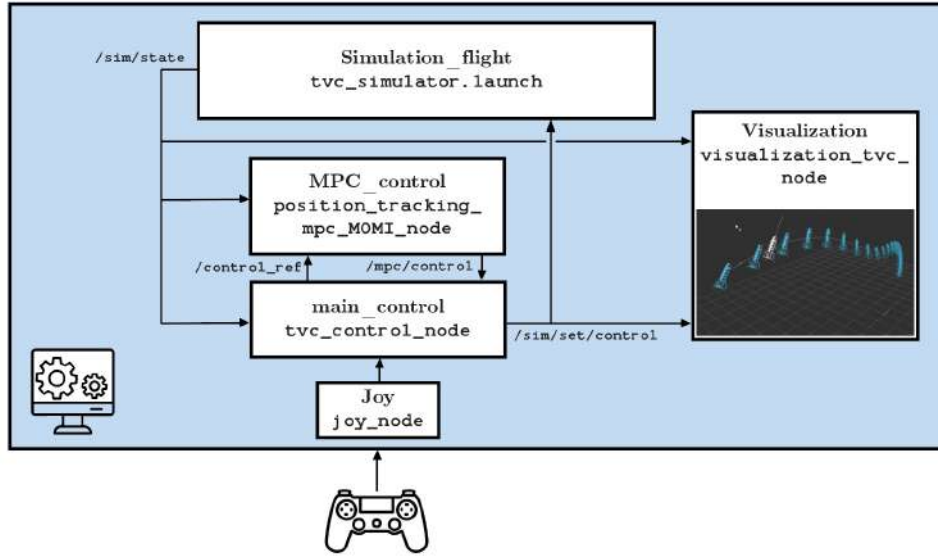 /sim/state
Simulation_flight
tvc_simulator.launch
Visualization
visualization_tvc_
node
MPC_control
position_tracking_
mpc_MOMI_node
/control_ref
/mpc/control
main_control
tvc_control_node
/sim/set/control
Joy
joy_node